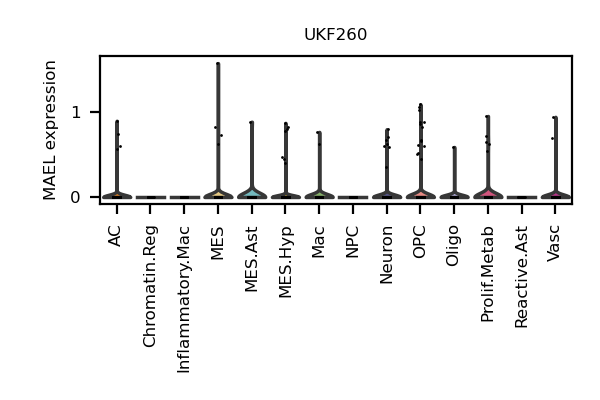 UKF260
MAEL expression
1
0
AC
Chromatin.Reg
Inflammatory.Mac
MES
MES.Ast
MES.Hyp
Mac
NPC
Neuron
OPC
Oligo
Prolif.Metab
Reactive.Ast
Vasc